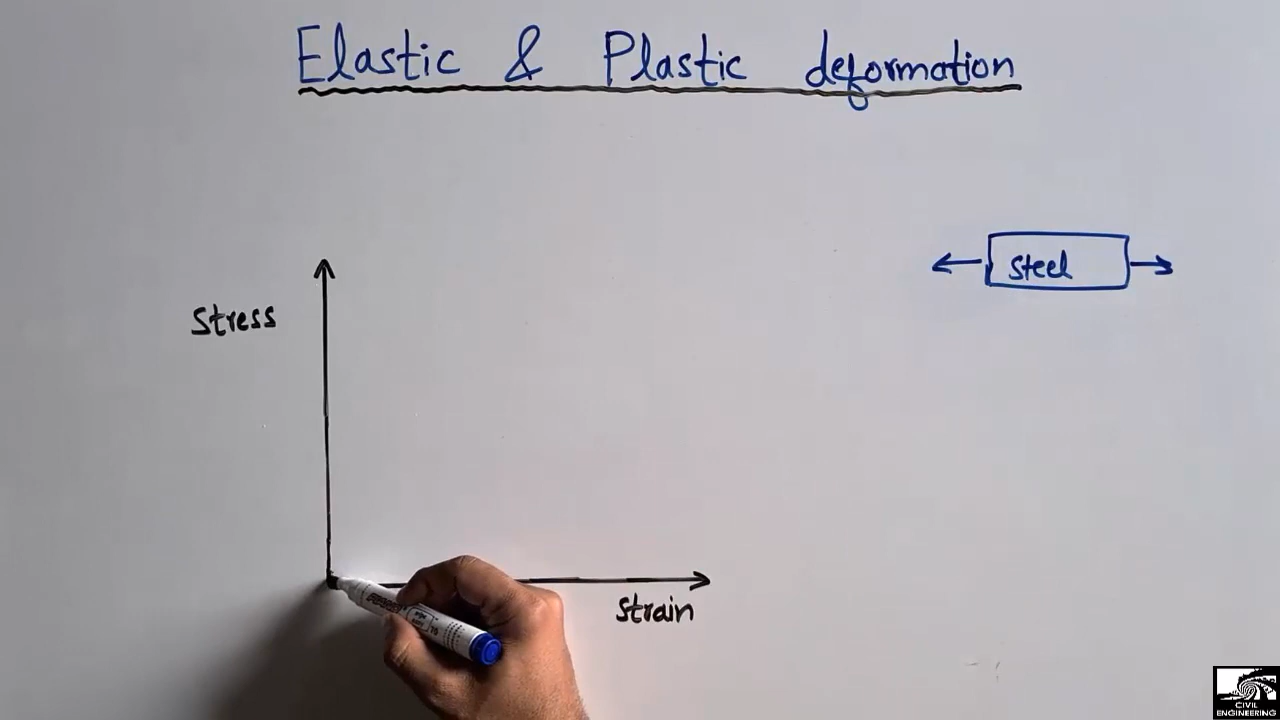 Elastic & Plastic deformation
steel
Stress
Strain
CIVIL
ENGINEERING